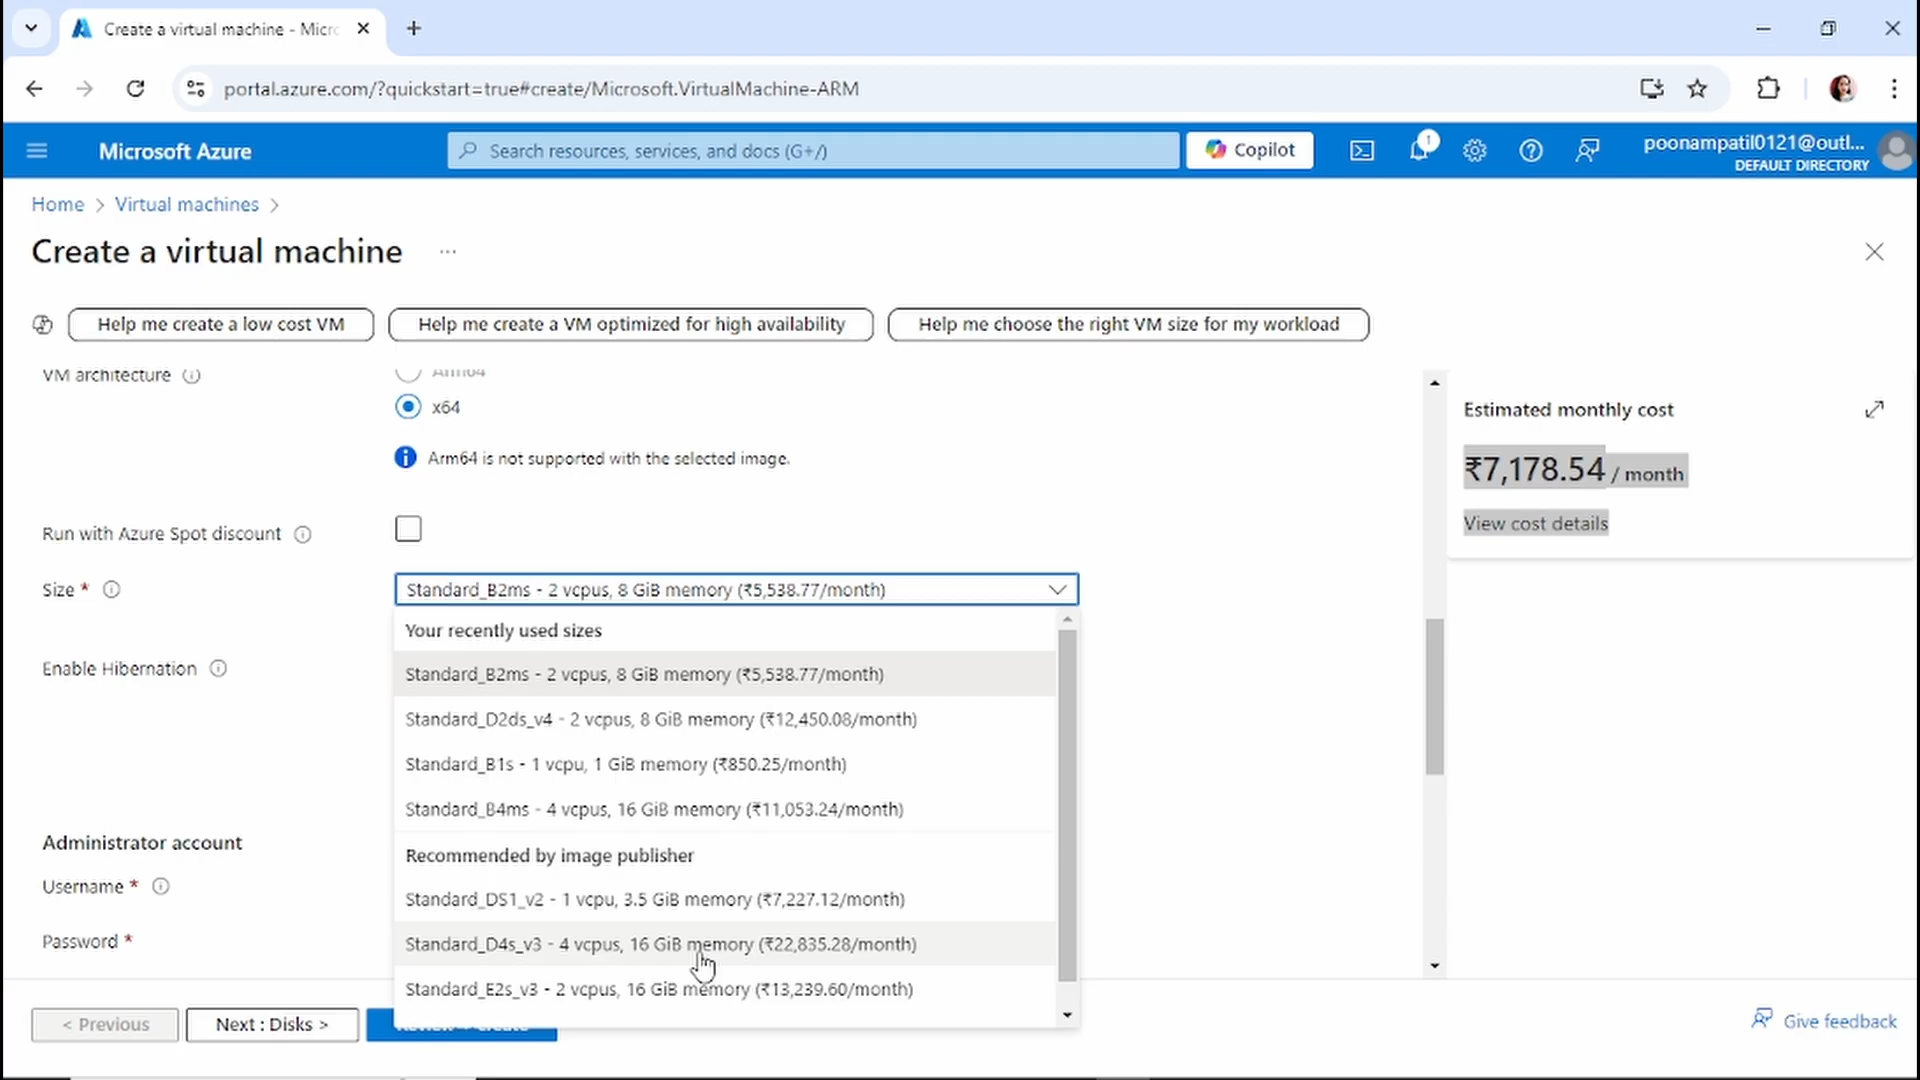 Create a virtual machine - Micro
portal.azure.com/?quickstart=true#create/Microsoft.VirtualMachine-ARM
Microsoft Azure
Search resources, services, and docs (G+/)
Copilot
1
poonampatil0121@outl...
DEFAULT DIRECTORY
Home > Virtual machines >
Create a virtual machine ...
Help me create a low cost VM
Help me create a VM optimized for high availability
Help me choose the right VM size for my workload
VM architecture
Arm64
x64
Arm64 is not supported with the selected image.
Run with Azure Spot discount
Size *
Standard_B2ms - 2 vcpus, 8 GiB memory (₹5,538.77/month)
Your recently used sizes
Standard_B2ms - 2 vcpus, 8 GiB memory (₹5,538.77/month)
Standard_D2ds_v4 - 2 vcpus, 8 GiB memory (₹12,450.08/month)
Standard_B1s - 1 vcpu, 1 GiB memory (₹850.25/month)
Standard_B4ms - 4 vcpus, 16 GiB memory (₹11,053.24/month)
Recommended by image publisher
Standard_DS1_v2 - 1 vcpu, 3.5 GiB memory (₹7,227.12/month)
Standard_D4s_v3 - 4 vcpus, 16 GiB memory (₹22,835.28/month)
Standard_E2s_v3 - 2 vcpus, 16 GiB memory (₹13,239.60/month)
Enable Hibernation
Administrator account
Username *
Password *
Estimated monthly cost
₹7,178.54 / month
View cost details
< Previous
Next : Disks >
Give feedback